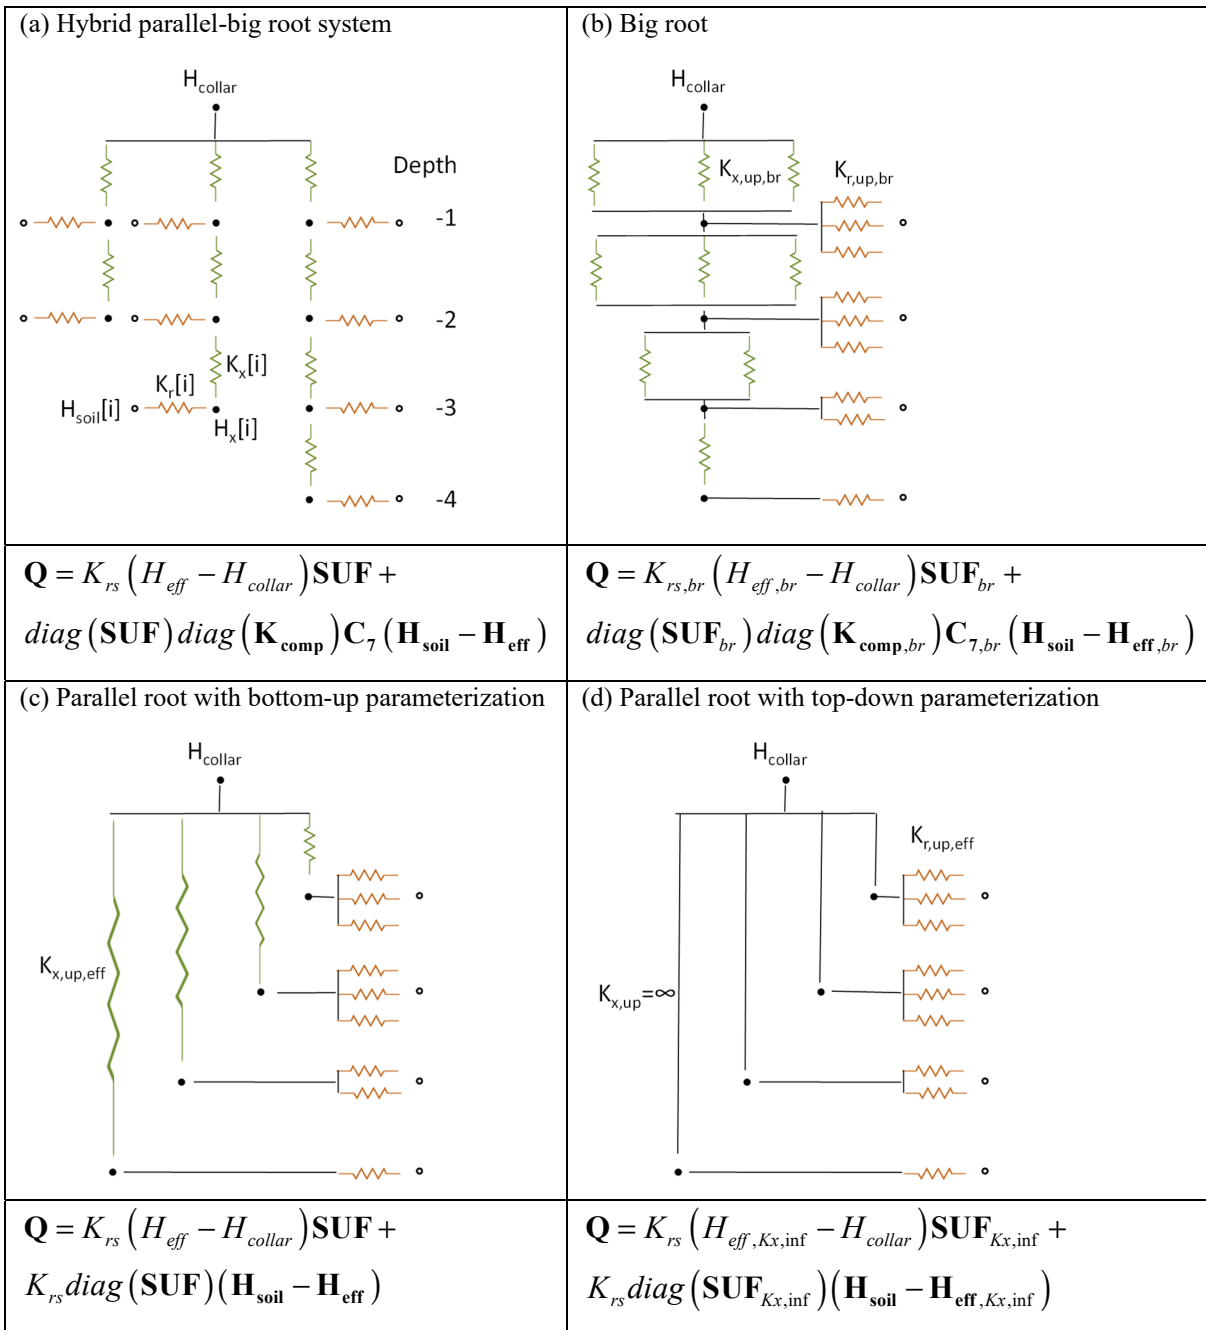 (a) Hybrid parallel-big root system
H_collar
Depth
-1
-2
K_x[i]
K_r[i]
H_soil[i]
-3
H_x[i]
-4
Q = K_rs (H_eff − H_collar) SUF +
diag (SUF) diag (K_comp) C_7 (H_soil − H_eff)
(b) Big root
H_collar
K_x,up,br
K_r,up,br
Q = K_rs,br (H_eff,br − H_collar) SUF_br +
diag (SUF_br) diag (K_comp,br) C_7,br (H_soil − H_eff,br)
(c) Parallel root with bottom-up parameterization
H_collar
K_x,up,eff
Q = K_rs (H_eff − H_collar) SUF +
K_rs diag (SUF) (H_soil − H_eff)
(d) Parallel root with top-down parameterization
H_collar
K_r,up,eff
K_x,up=∞
Q = K_rs (H_eff,Kx,inf − H_collar) SUF_Kx,inf +
K_rs diag (SUF_Kx,inf) (H_soil − H_eff,Kx,inf)